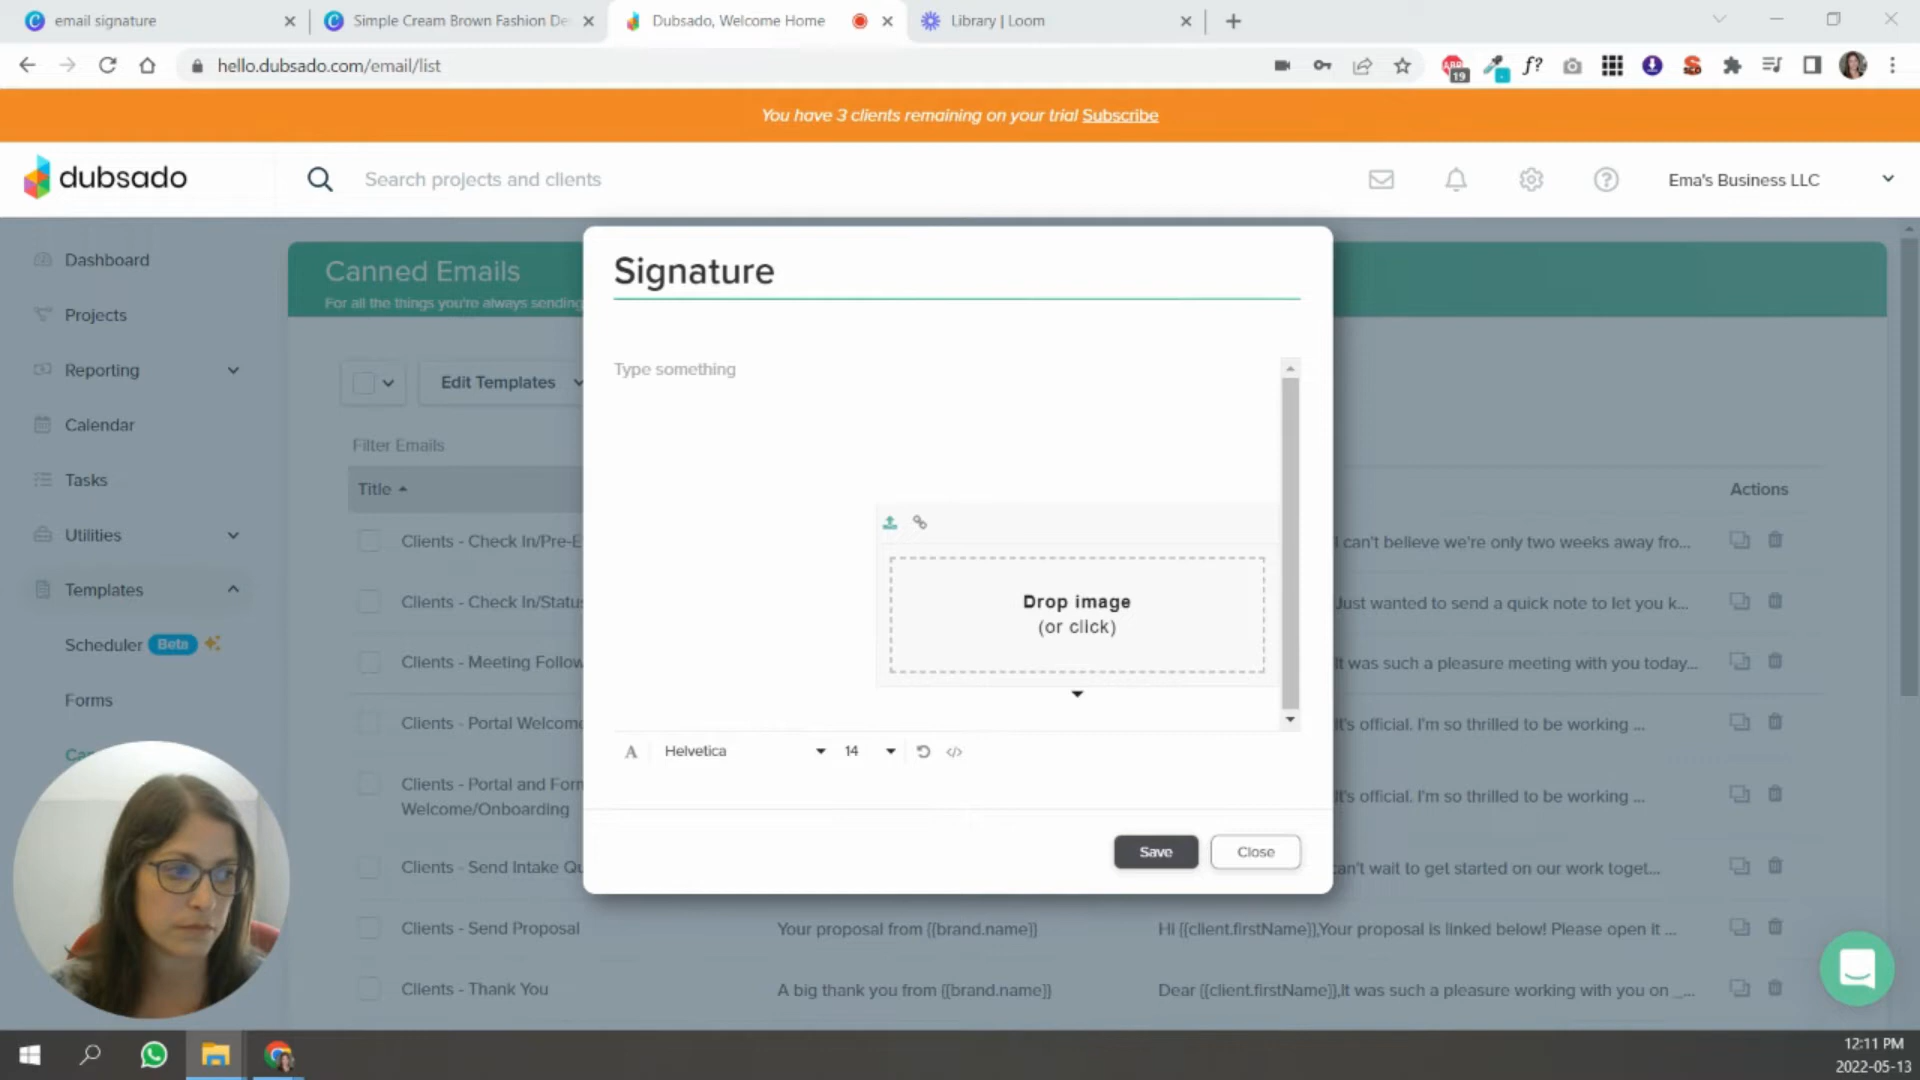 email signature
Simple Cream Brown Fashion De
Dubsado, Welcome Home
Library | Loom
hello.dubsado.com/email/list
19
f?
You have 3 clients remaining on your trial Subscribe
dubsado
Search projects and clients
Ema's Business LLC
Dashboard
Projects
Reporting
Calendar
Tasks
Utilities
Templates
Scheduler Beta
Forms
Ca
Canned Emails
For all the things you're always sending
Edit Templates
Filter Emails
Title
Actions
Clients - Check In/Pre-E
I can't believe we're only two weeks away fro...
Clients - Check In/Statu
Just wanted to send a quick note to let you k...
Clients - Meeting Follow
It was such a pleasure meeting with you today...
Clients - Portal Welcom
It's official. I'm so thrilled to be working ...
Clients - Portal and Form
Welcome/Onboarding
It's official. I'm so thrilled to be working ...
Clients - Send Intake Qu
can't wait to get started on our work toget...
Clients - Send Proposal
Your proposal from {{brand.name}}
Hi {{client.firstName}},Your proposal is linked below! Please open it ...
Clients - Thank You
A big thank you from {{brand.name}}
Dear {{client.firstName}},It was such a pleasure working with you on _...
Signature
Type something
Drop image
(or click)
A
Helvetica
14
</>
Save
Close
12:11 PM
2022-05-13